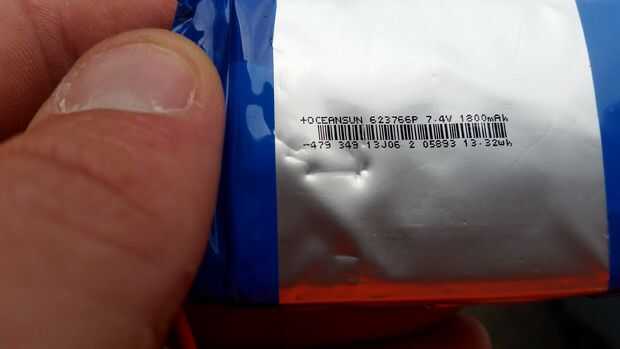 +OCEANSUN 623766P 7.4V 1800mAh
-479 349 13J06 2 05893 13.32wh